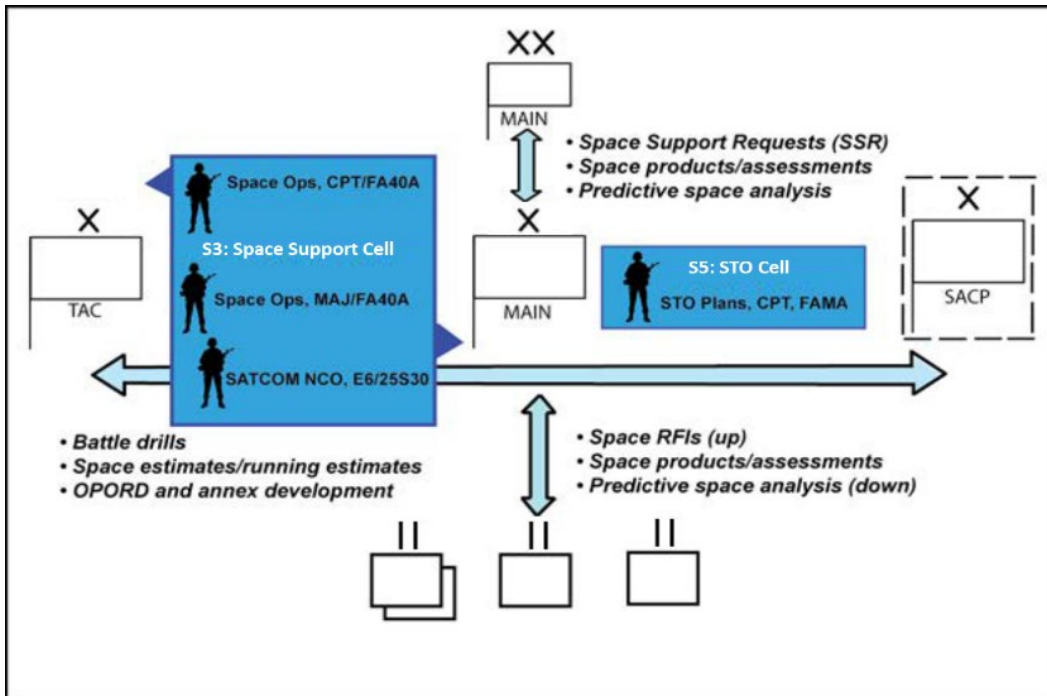 XX
MAIN
• Space Support Requests (SSR)
• Space products/assessments
• Predictive space analysis
Space Ops, CPT/FA40A
S3: Space Support Cell
Space Ops, MAJ/FA40A
SATCOM NCO, E6/25S30
X
TAC
X
MAIN
S5: STO Cell
STO Plans, CPT, FAMA
X
SACP
• Battle drills
• Space estimates/running estimates
• OPORD and annex development
• Space RFIs (up)
• Space products/assessments
• Predictive space analysis (down)
II
II
II